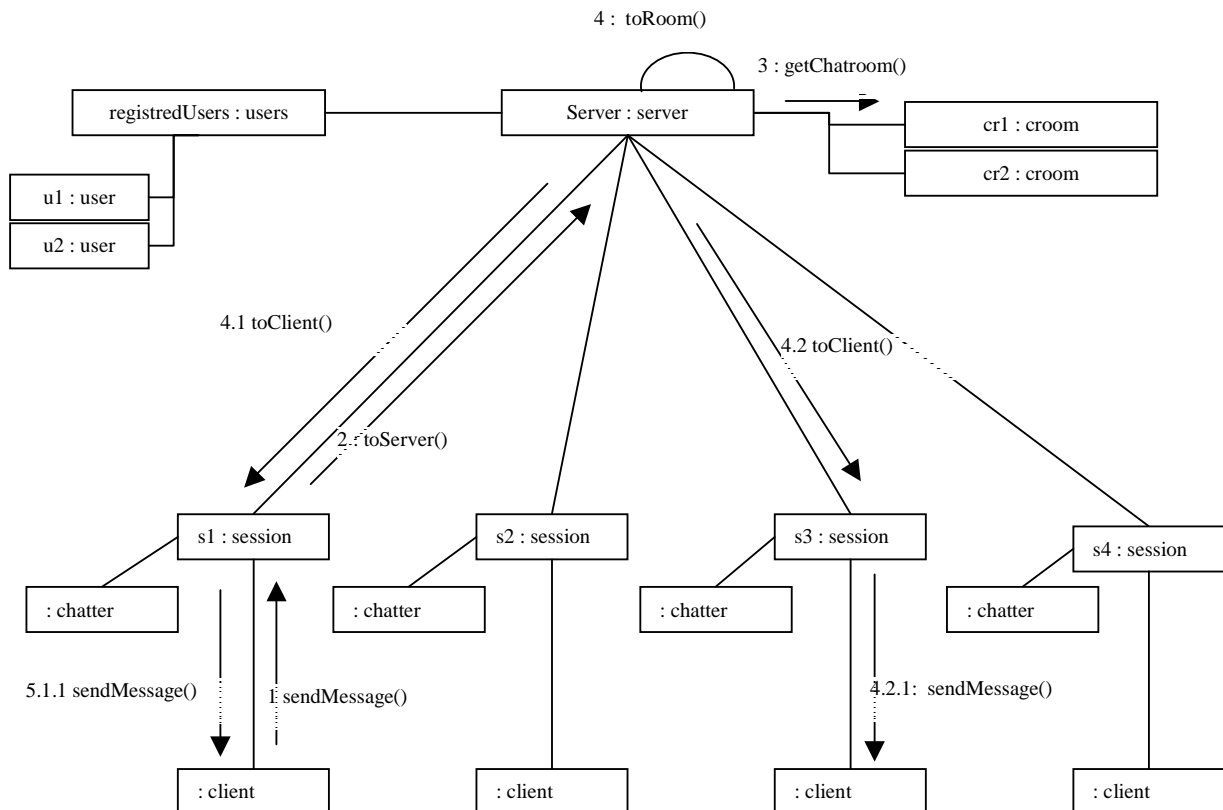 4 : toRoom()
3 : getChatroom()
registredUsers : users
Server : server
cr1 : croom
cr2 : croom
u1 : user
u2 : user
4.1 toClient()
4.2 toClient()
2 : toServer()
s1 : session
s2 : session
s3 : session
s4 : session
: chatter
: chatter
: chatter
: chatter
5.1.1 sendMessage()
1 sendMessage()
4.2.1: sendMessage()
: client
: client
: client
: client